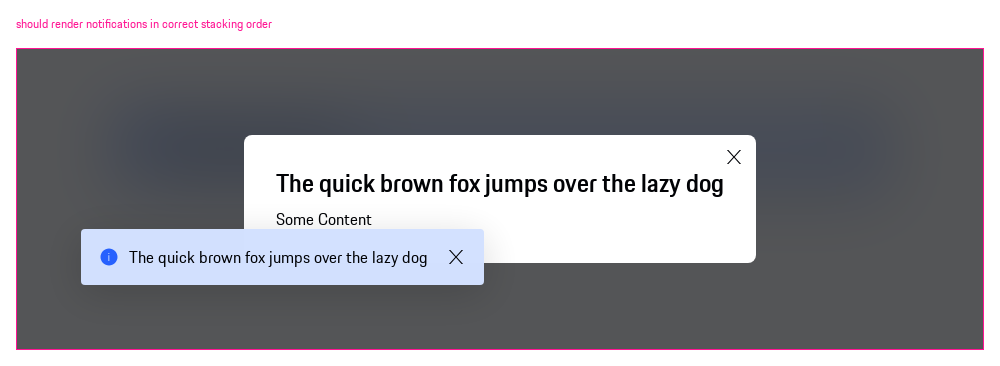 should render notifications in correct stacking order
The quick brown fox jumps over the lazy dog
Some Content
The quick brown fox jumps over the lazy dog